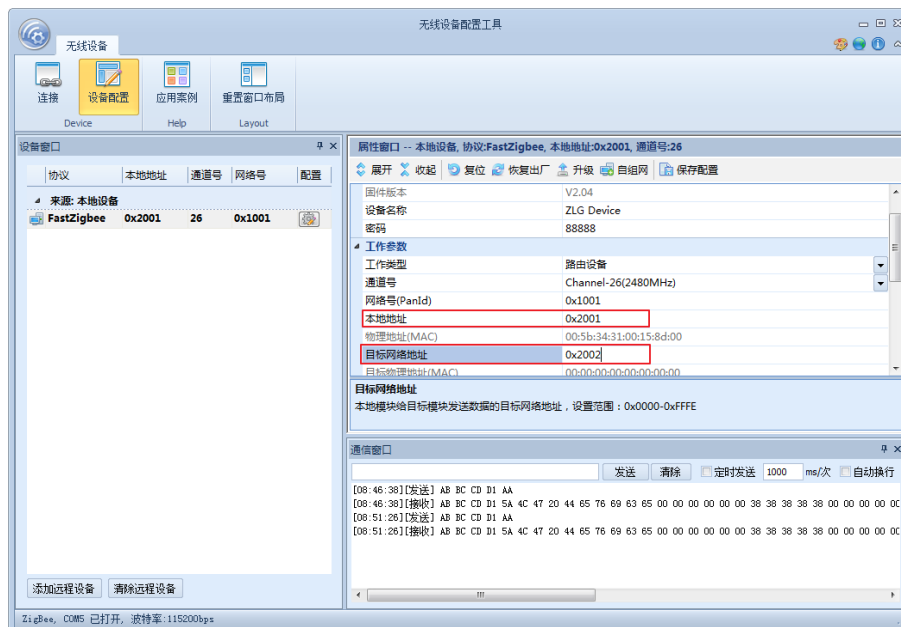 无线设备配置工具
无线设备
连接 设备配置 应用案例 重置窗口布局
Device Help Layout
设备窗口
协议 本地地址 通道号 网络号 配置
来源: 本地设备
FastZigbee 0x2001 26 0x1001
添加远程设备 清除远程设备
属性窗口 -- 本地设备, 协议:FastZigbee, 本地地址:0x2001, 通道号:26
展开 收起 复位 恢复出厂 升级 自组网 保存配置
固件版本 V2.04
设备名称 ZLG Device
密码 88888
工作参数
工作类型 路由设备
通道号 Channel-26(2480MHz)
网络号(PanId) 0x1001
本地地址 0x2001
物理地址(MAC) 00:5b:34:31:00:15:8d:00
目标网络地址 0x2002
目标物理地址(MAC) 00:00:00:00:00:00:00:00
目标网络地址
本地模块给目标模块发送数据的目标网络地址，设置范围：0x0000-0xFFFE
通信窗口
发送 清除 定时发送 1000 ms/次 自动换行
[08:46:38][发送] AB BC CD D1 AA
[08:46:38][接收] AB BC CD D1 5A 4C 47 20 44 65 76 69 63 65 00 00 00 00 00 00 38 38 38 38 38 00 00 00 00 0C
[08:51:26][发送] AB BC CD D1 AA
[08:51:26][接收] AB BC CD D1 5A 4C 47 20 44 65 76 69 63 65 00 00 00 00 00 00 38 38 38 38 38 00 00 00 00 0C
ZigBee, COM5 已打开, 波特率:115200bps